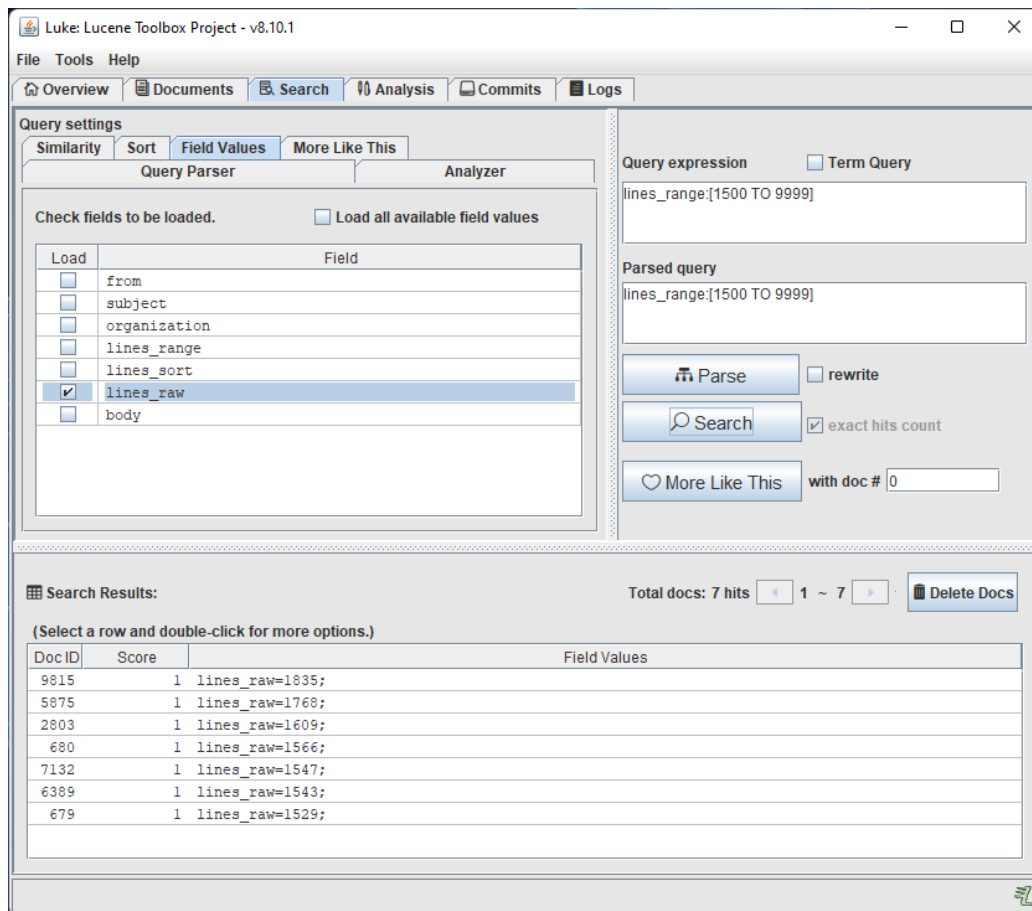 Luke: Lucene Toolbox Project - v8.10.1
File Tools Help
Overview Documents Search Analysis Commits Logs
Query settings
Similarity Sort Field Values More Like This
Query Parser Analyzer
Check fields to be loaded. Load all available field values
Load Field
from
subject
organization
lines_range
lines_sort
lines_raw
body
Query expression Term Query
lines_range:[1500 TO 9999]
Parsed query
lines_range:[1500 TO 9999]
Parse rewrite
Search exact hits count
More Like This with doc # 0
Search Results: Total docs: 7 hits 1 ~ 7 Delete Docs
(Select a row and double-click for more options.)
Doc ID Score Field Values
9815 1 lines_raw=1835;
5875 1 lines_raw=1768;
2803 1 lines_raw=1609;
680 1 lines_raw=1566;
7132 1 lines_raw=1547;
6389 1 lines_raw=1543;
679 1 lines_raw=1529;